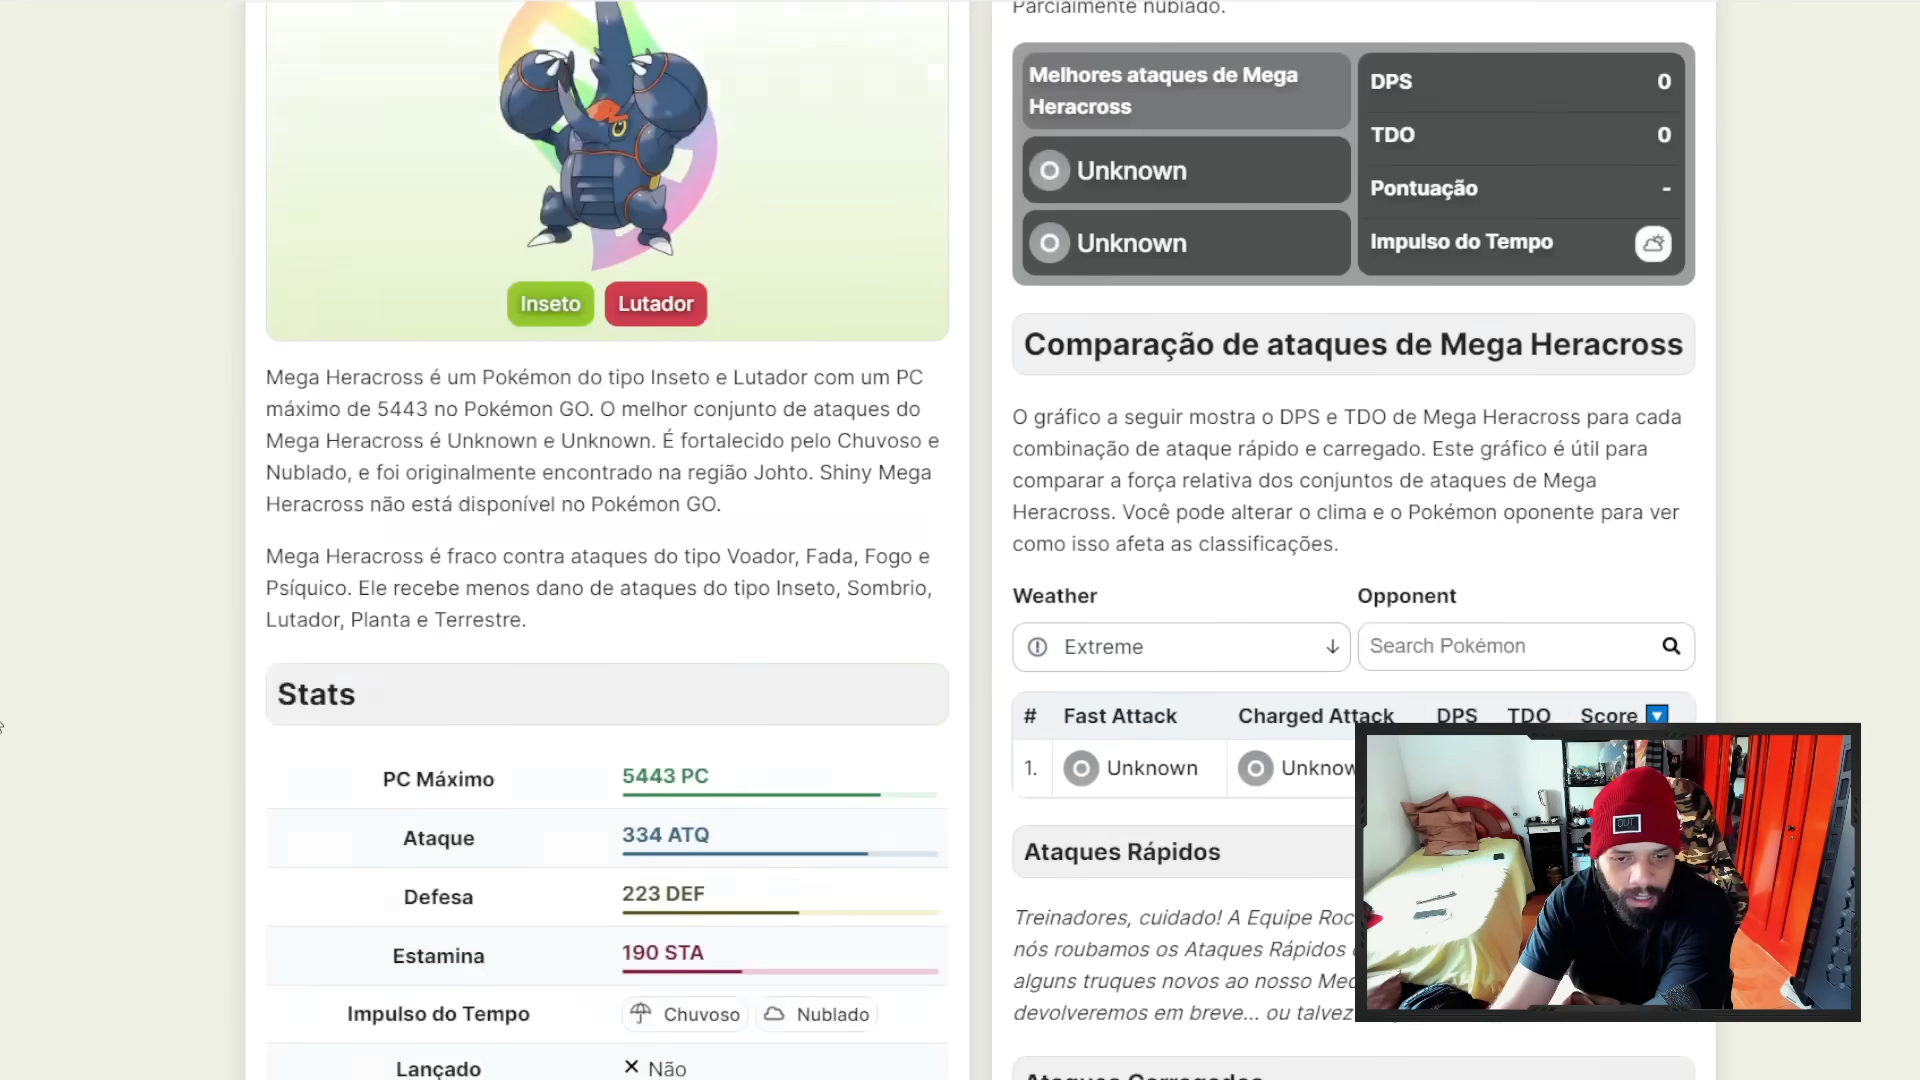 Inseto
Lutador
Mega Heracross é um Pokémon do tipo Inseto e Lutador com um PC
máximo de 5443 no Pokémon GO. O melhor conjunto de ataques do
Mega Heracross é Unknown e Unknown. É fortalecido pelo Chuvoso e
Nublado, e foi originalmente encontrado na região Johto. Shiny Mega
Heracross não está disponível no Pokémon GO.
Mega Heracross é fraco contra ataques do tipo Voador, Fada, Fogo e
Psíquico. Ele recebe menos dano de ataques do tipo Inseto, Sombrio,
Lutador, Planta e Terrestre.
Stats
PC Máximo 5443 PC
Ataque 334 ATQ
Defesa 223 DEF
Estamina 190 STA
Impulso do Tempo Chuvoso Nublado
Lançado Não
Parcialmente nublado.
Melhores ataques de Mega
Heracross
Unknown
Unknown
DPS 0
TDO 0
Pontuação -
Impulso do Tempo
Comparação de ataques de Mega Heracross
O gráfico a seguir mostra o DPS e TDO de Mega Heracross para cada
combinação de ataque rápido e carregado. Este gráfico é útil para
comparar a força relativa dos conjuntos de ataques de Mega
Heracross. Você pode alterar o clima e o Pokémon oponente para ver
como isso afeta as classificações.
Weather Opponent
Extreme Search Pokémon
# Fast Attack Charged Attack DPS TDO Score
1. Unknown Unknow
Ataques Rápidos
Treinadores, cuidado! A Equipe Roc
nós roubamos os Ataques Rápidos
alguns truques novos ao nosso Meo
devolveremos em breve... ou talvez
Ataques Carregados
OUT